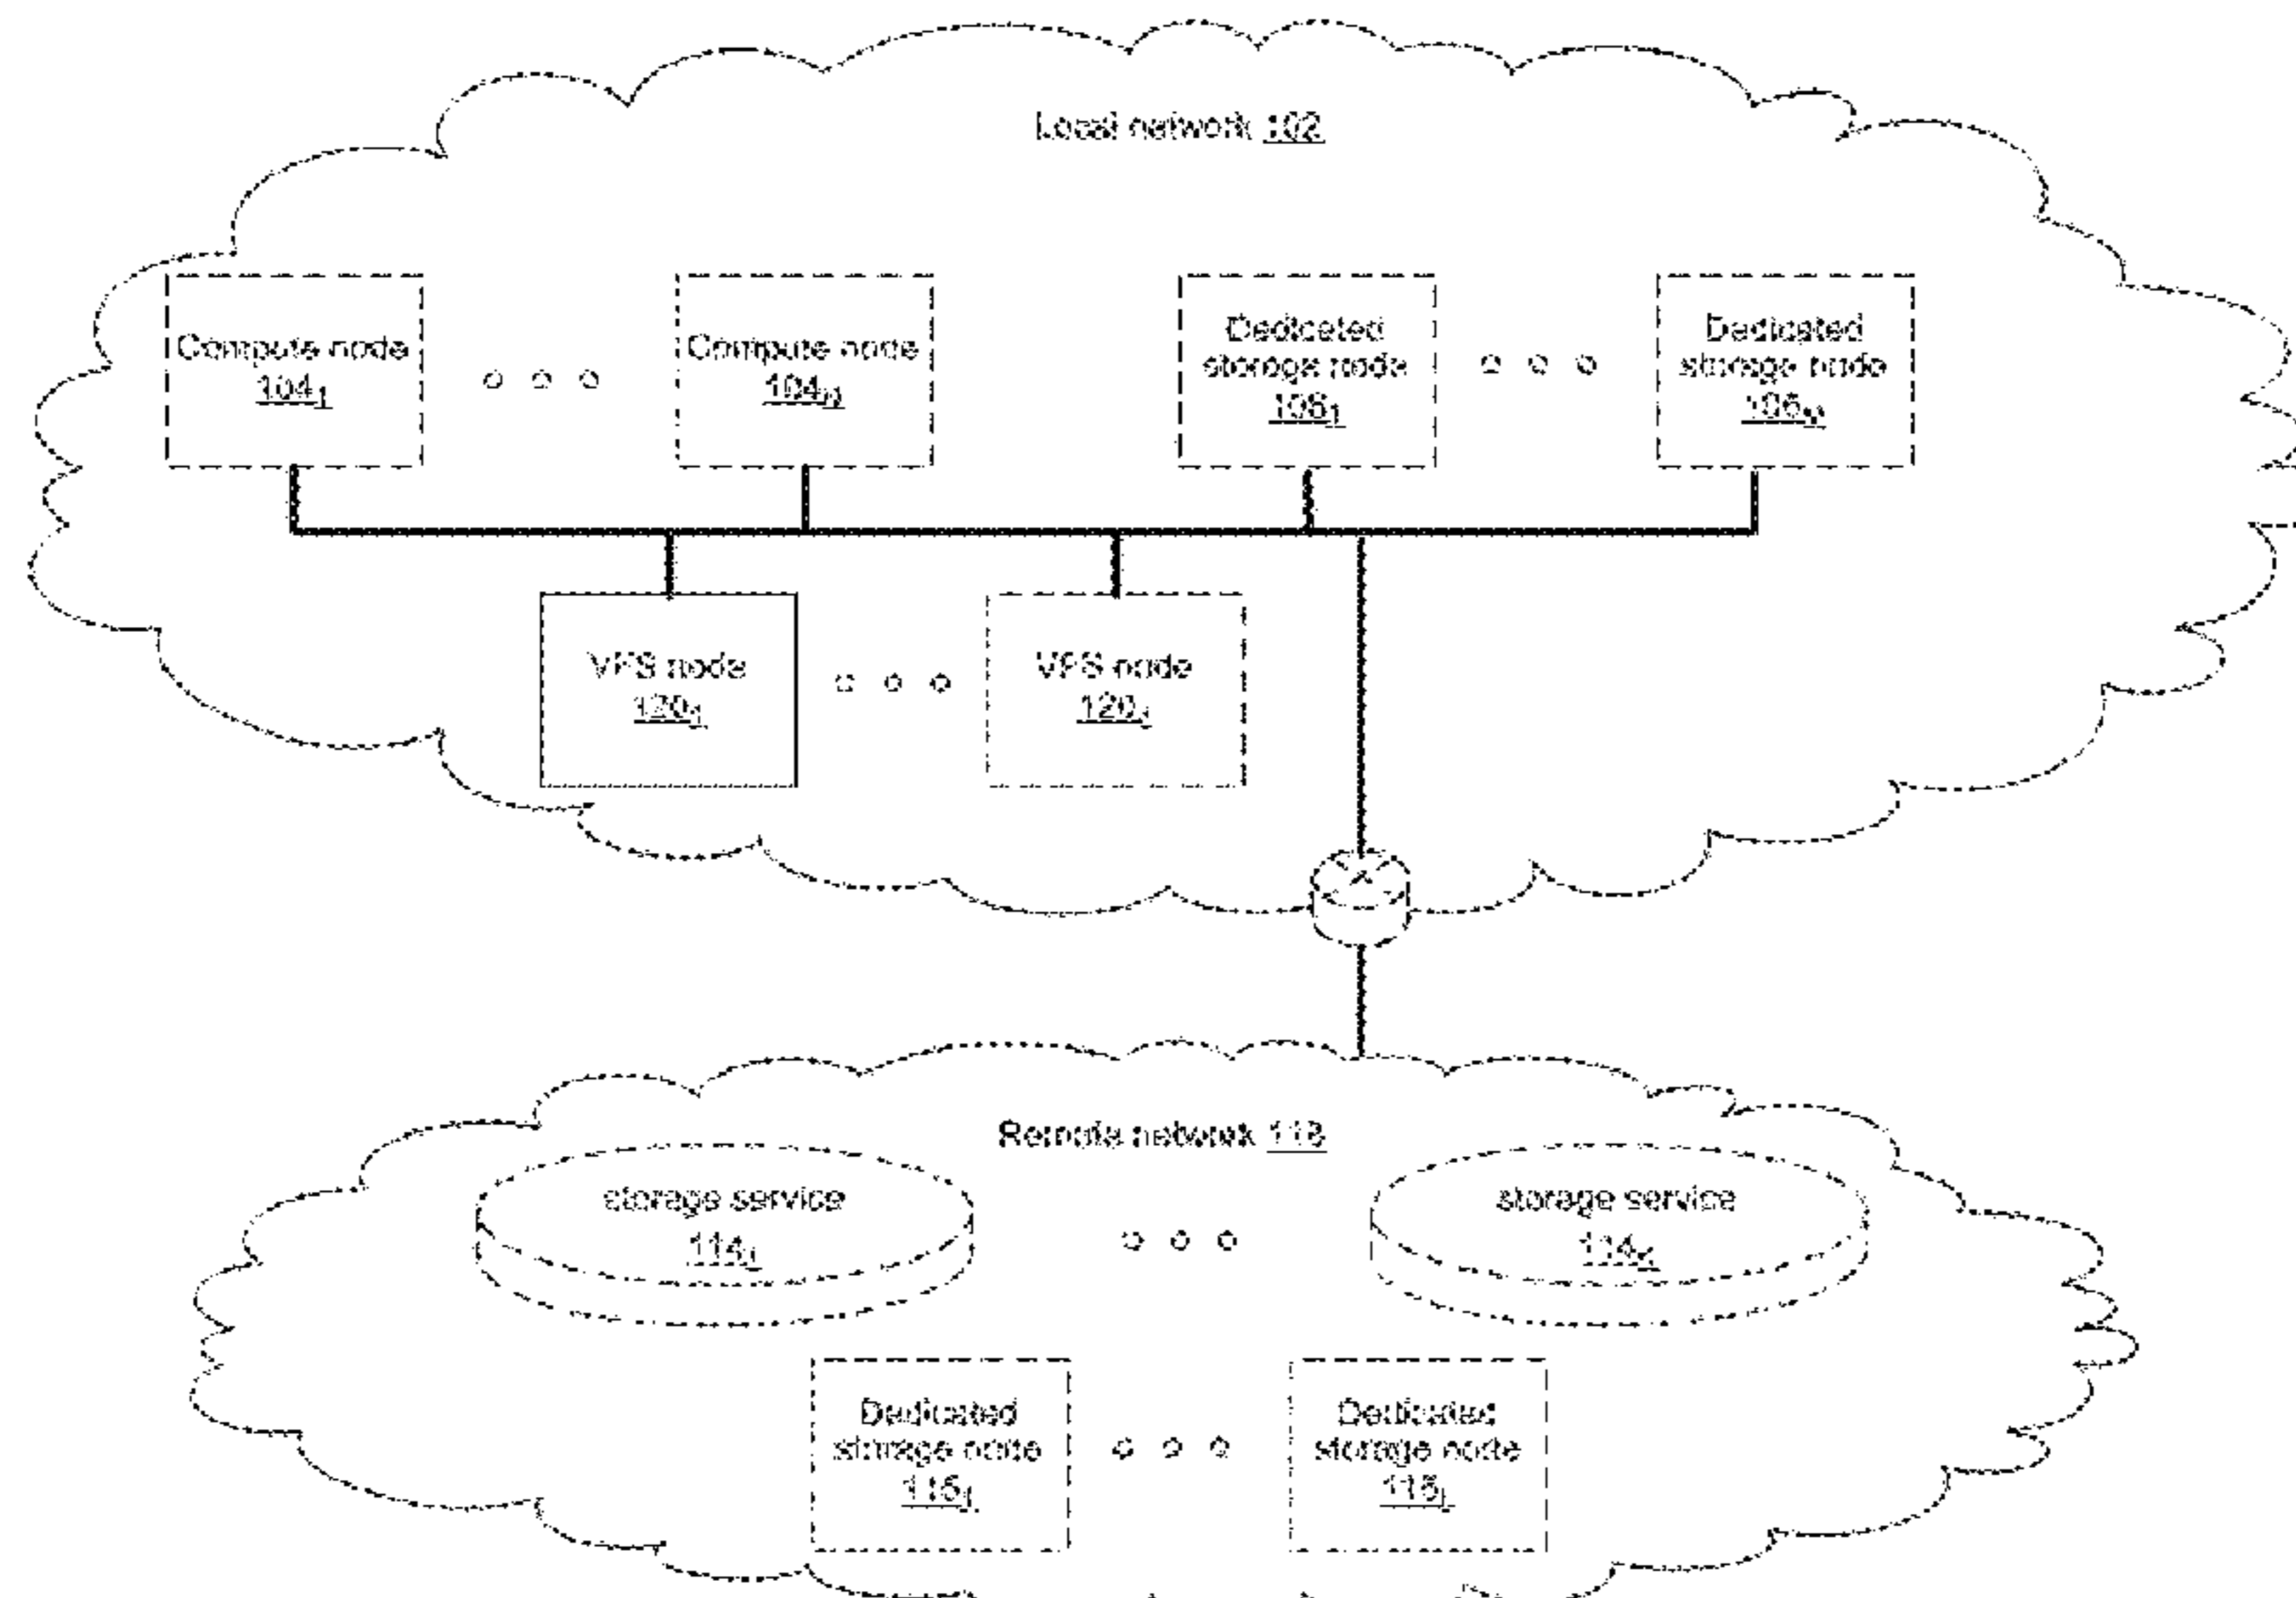 Local network 102
Compute node
104₁
Compute node
104ₙ
Dedicated
storage node
106₁
Dedicated
storage node
106ₘ
VFS node
120₁
VFS node
120ⱼ
Remote network 118
storage service
114₁
storage service
114ₖ
Dedicated
storage node
115₁
Dedicated
storage node